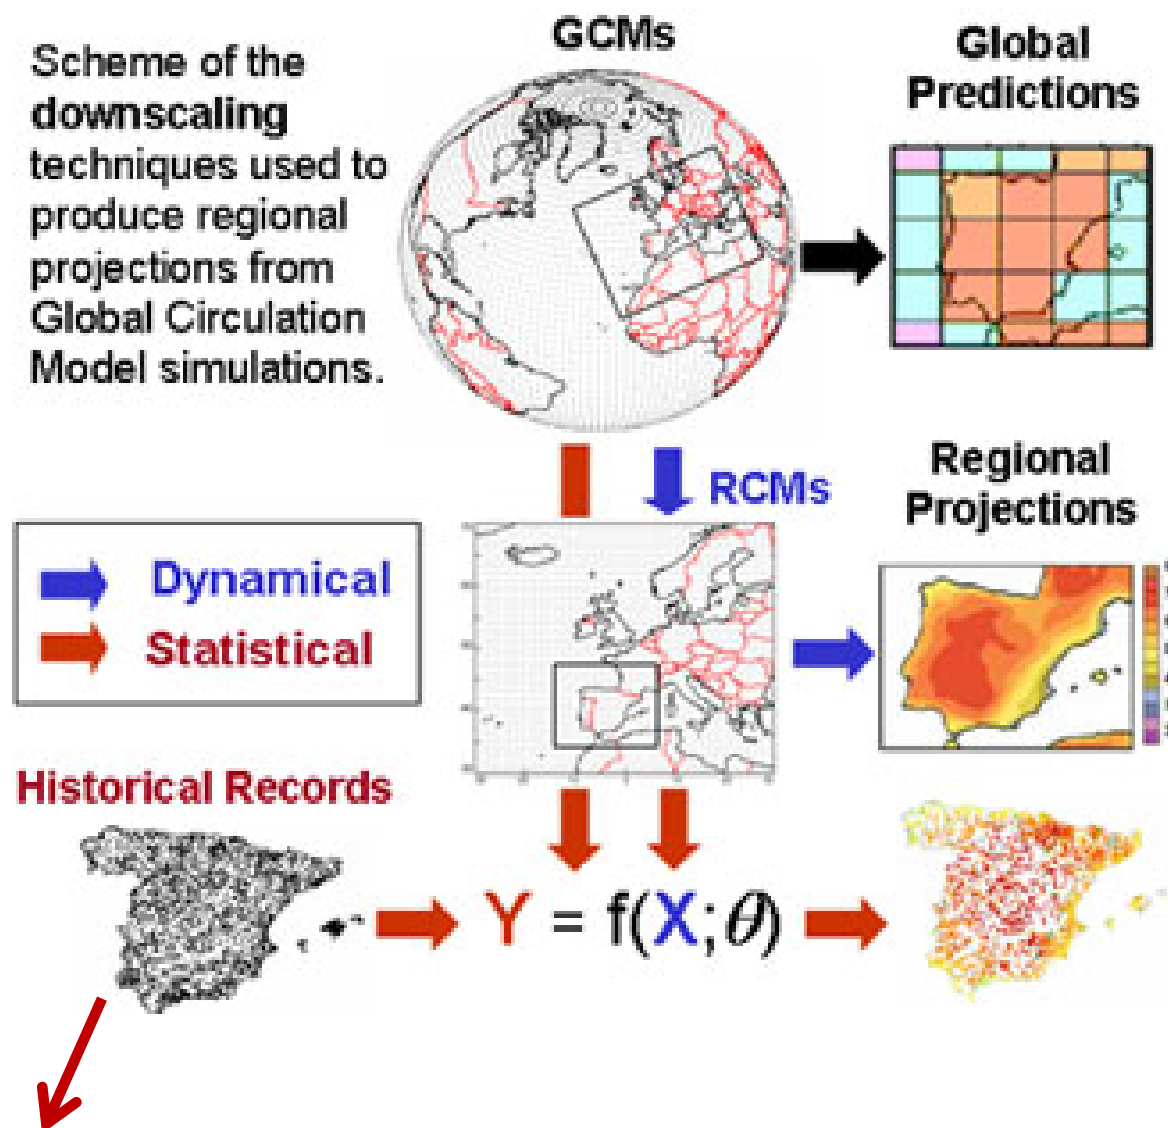 Scheme of the
downscaling
techniques used to
produce regional
projections from
Global Circulation
Model simulations.
GCMs
Global
Predictions
RCMs
Regional
Projections
Dynamical
Statistical
Historical Records
Y = f(X;θ)